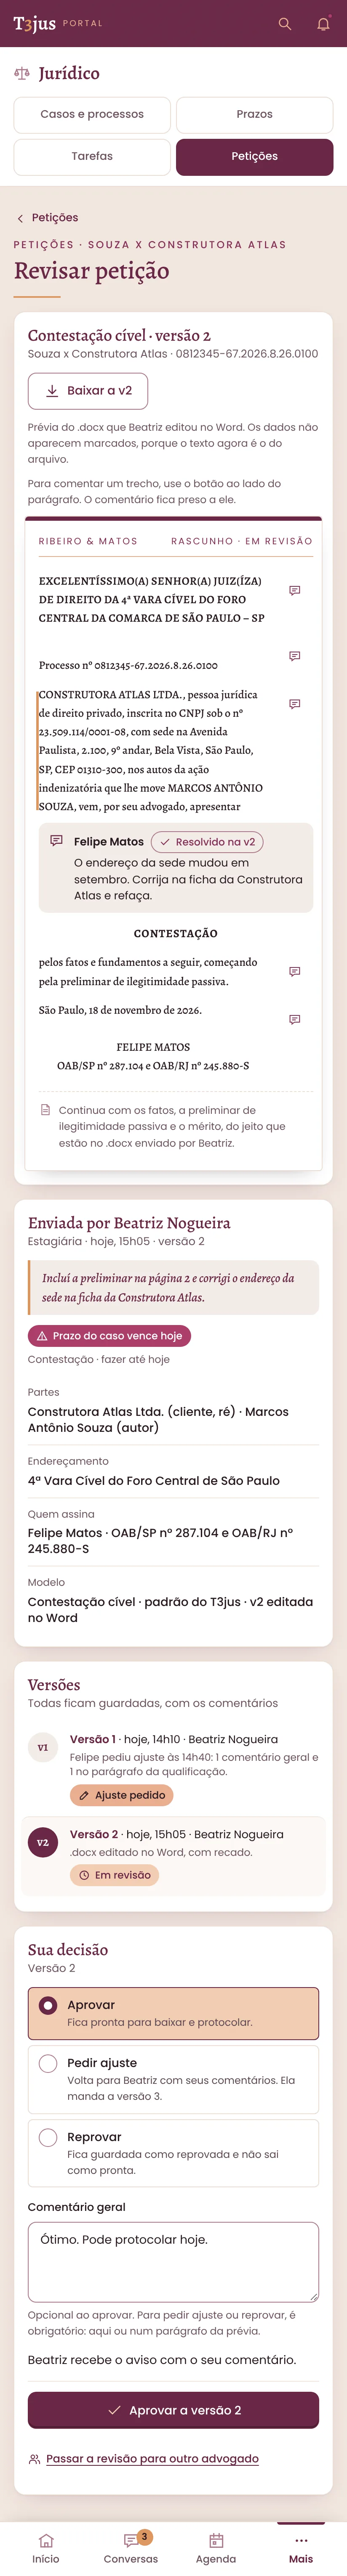 T3jus PORTAL
Jurídico
Casos e processos
Prazos
Tarefas
Petições
Petições
PETIÇÕES · SOUZA X CONSTRUTORA ATLAS
Revisar petição
Contestação cível · versão 2
Souza x Construtora Atlas · 0812345-67.2026.8.26.0100
Baixar a v2
Prévia do .docx que Beatriz editou no Word. Os dados não
aparecem marcados, porque o texto agora é o do
arquivo.
Para comentar um trecho, use o botão ao lado do
parágrafo. O comentário fica preso a ele.
RIBEIRO & MATOS
RASCUNHO · EM REVISÃO
EXCELENTÍSSIMO(A) SENHOR(A) JUIZ(ÍZA)
DE DIREITO DA 4ª VARA CÍVEL DO FORO
CENTRAL DA COMARCA DE SÃO PAULO – SP
Processo nº 0812345-67.2026.8.26.0100
CONSTRUTORA ATLAS LTDA., pessoa jurídica
de direito privado, inscrita no CNPJ sob o nº
23.509.114/0001-08, com sede na Avenida
Paulista, 2.100, 9º andar, Bela Vista, São Paulo,
SP, CEP 01310-300, nos autos da ação
indenizatória que lhe move MARCOS ANTÔNIO
SOUZA, vem, por seu advogado, apresentar
Felipe Matos
Resolvido na v2
O endereço da sede mudou em
setembro. Corrija na ficha da Construtora
Atlas e refaça.
CONTESTAÇÃO
pelos fatos e fundamentos a seguir, começando
pela preliminar de ilegitimidade passiva.
São Paulo, 18 de novembro de 2026.
FELIPE MATOS
OAB/SP nº 287.104 e OAB/RJ nº 245.880-S
Continua com os fatos, a preliminar de
ilegitimidade passiva e o mérito, do jeito que
estão no .docx enviado por Beatriz.
Enviada por Beatriz Nogueira
Estagiária · hoje, 15h05 · versão 2
Incluí a preliminar na página 2 e corrigi o endereço da
sede na ficha da Construtora Atlas.
Prazo do caso vence hoje
Contestação · fazer até hoje
Partes
Construtora Atlas Ltda. (cliente, ré) · Marcos
Antônio Souza (autor)
Endereçamento
4ª Vara Cível do Foro Central de São Paulo
Quem assina
Felipe Matos · OAB/SP nº 287.104 e OAB/RJ nº
245.880-S
Modelo
Contestação cível · padrão do T3jus · v2 editada
no Word
Versões
Todas ficam guardadas, com os comentários
v1
Versão 1 · hoje, 14h10 · Beatriz Nogueira
Felipe pediu ajuste às 14h40: 1 comentário geral e
1 no parágrafo da qualificação.
Ajuste pedido
v2
Versão 2 · hoje, 15h05 · Beatriz Nogueira
.docx editado no Word, com recado.
Em revisão
Sua decisão
Versão 2
Aprovar
Fica pronta para baixar e protocolar.
Pedir ajuste
Volta para Beatriz com seus comentários. Ela
manda a versão 3.
Reprovar
Fica guardada como reprovada e não sai
como pronta.
Comentário geral
Ótimo. Pode protocolar hoje.
Opcional ao aprovar. Para pedir ajuste ou reprovar, é
obrigatório: aqui ou num parágrafo da prévia.
Beatriz recebe o aviso com o seu comentário.
Aprovar a versão 2
Passar a revisão para outro advogado
Início
Conversas
3
Agenda
Mais